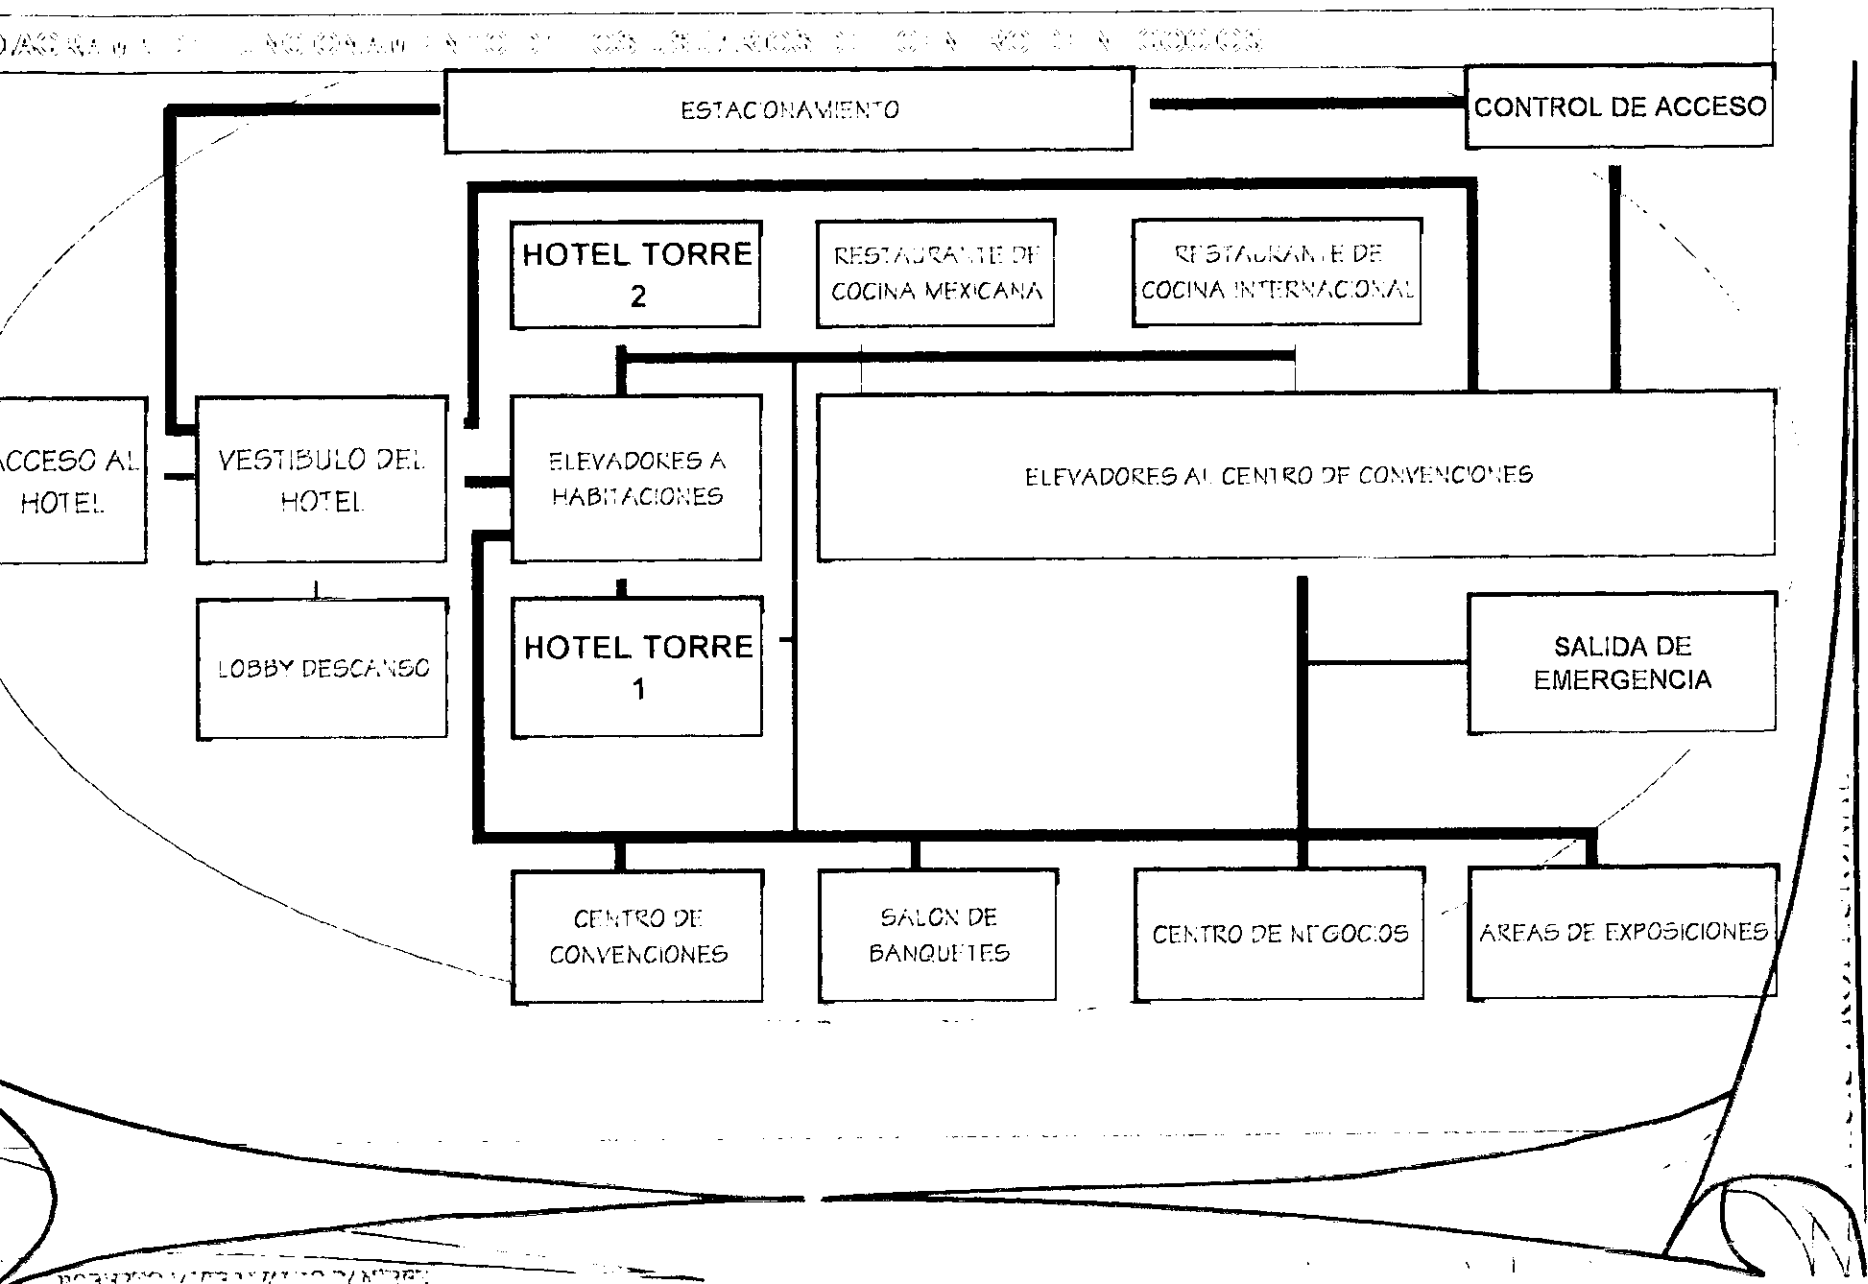 ESTACIONAMIENTO
CONTROL DE ACCESO
HOTEL TORRE
2
RESTAURANTE DE
COCINA MEXICANA
RESTAURANTE DE
COCINA INTERNACIONAL
ACCESO AL
HOTEL
VESTIBULO DEL
HOTEL
ELEVADORES A
HABITACIONES
ELEVADORES AL CENTRO DE CONVENCIONES
LOBBY DESCANSO
HOTEL TORRE
1
SALIDA DE
EMERGENCIA
CENTRO DE
CONVENCIONES
SALON DE
BANQUETES
CENTRO DE NEGOCIOS
AREAS DE EXPOSICIONES